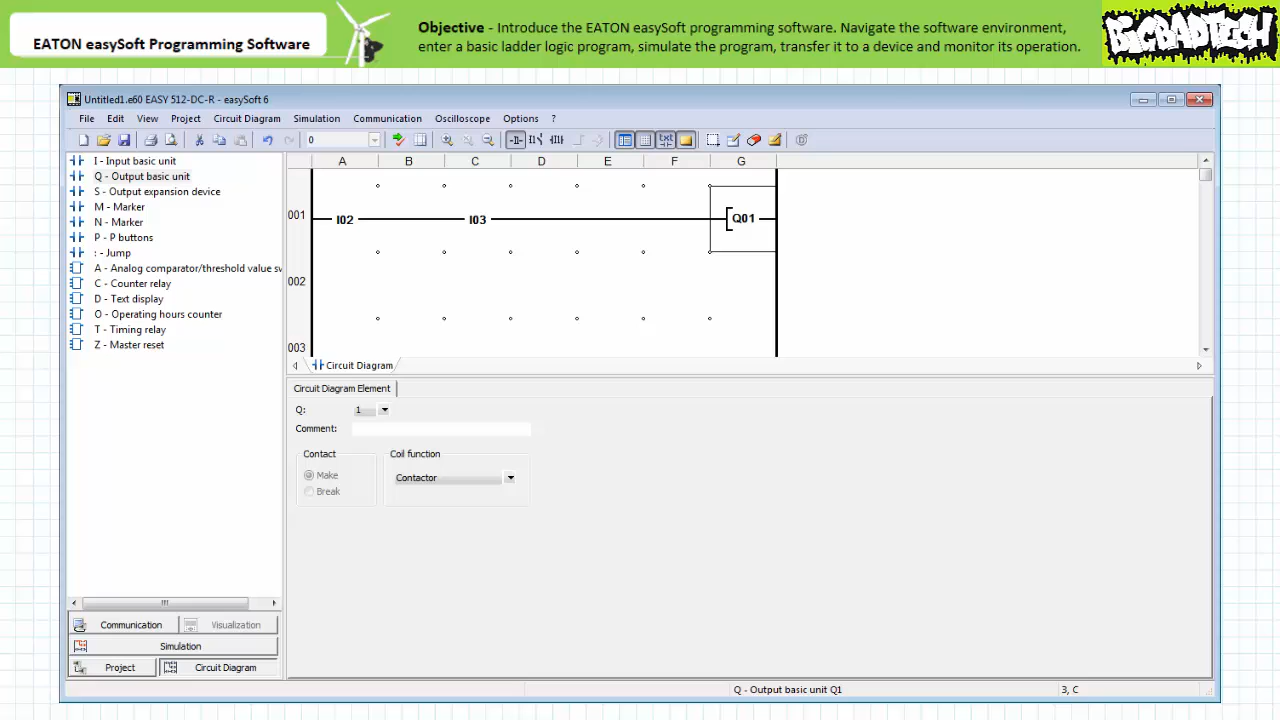 EATON easySoft Programming Software
Objective - Introduce the EATON easySoft programming software. Navigate the software environment,
enter a basic ladder logic program, simulate the program, transfer it to a device and monitor its operation.
BIGBADTECH
Untitled1.e60 EASY 512-DC-R - easySoft 6
File Edit View Project Circuit Diagram Simulation Communication Oscilloscope Options ?
0
I - Input basic unit
Q - Output basic unit
S - Output expansion device
M - Marker
N - Marker
P - P buttons
: - Jump
A - Analog comparator/threshold value sw
C - Counter relay
D - Text display
O - Operating hours counter
T - Timing relay
Z - Master reset
A B C D E F G
001 I02 I03 Q01
002
003
Circuit Diagram
Circuit Diagram Element
Q: 1
Comment:
Contact Coil function
Make Contactor
Break
Communication Visualization
Simulation
Project Circuit Diagram
Q - Output basic unit Q1 3, C